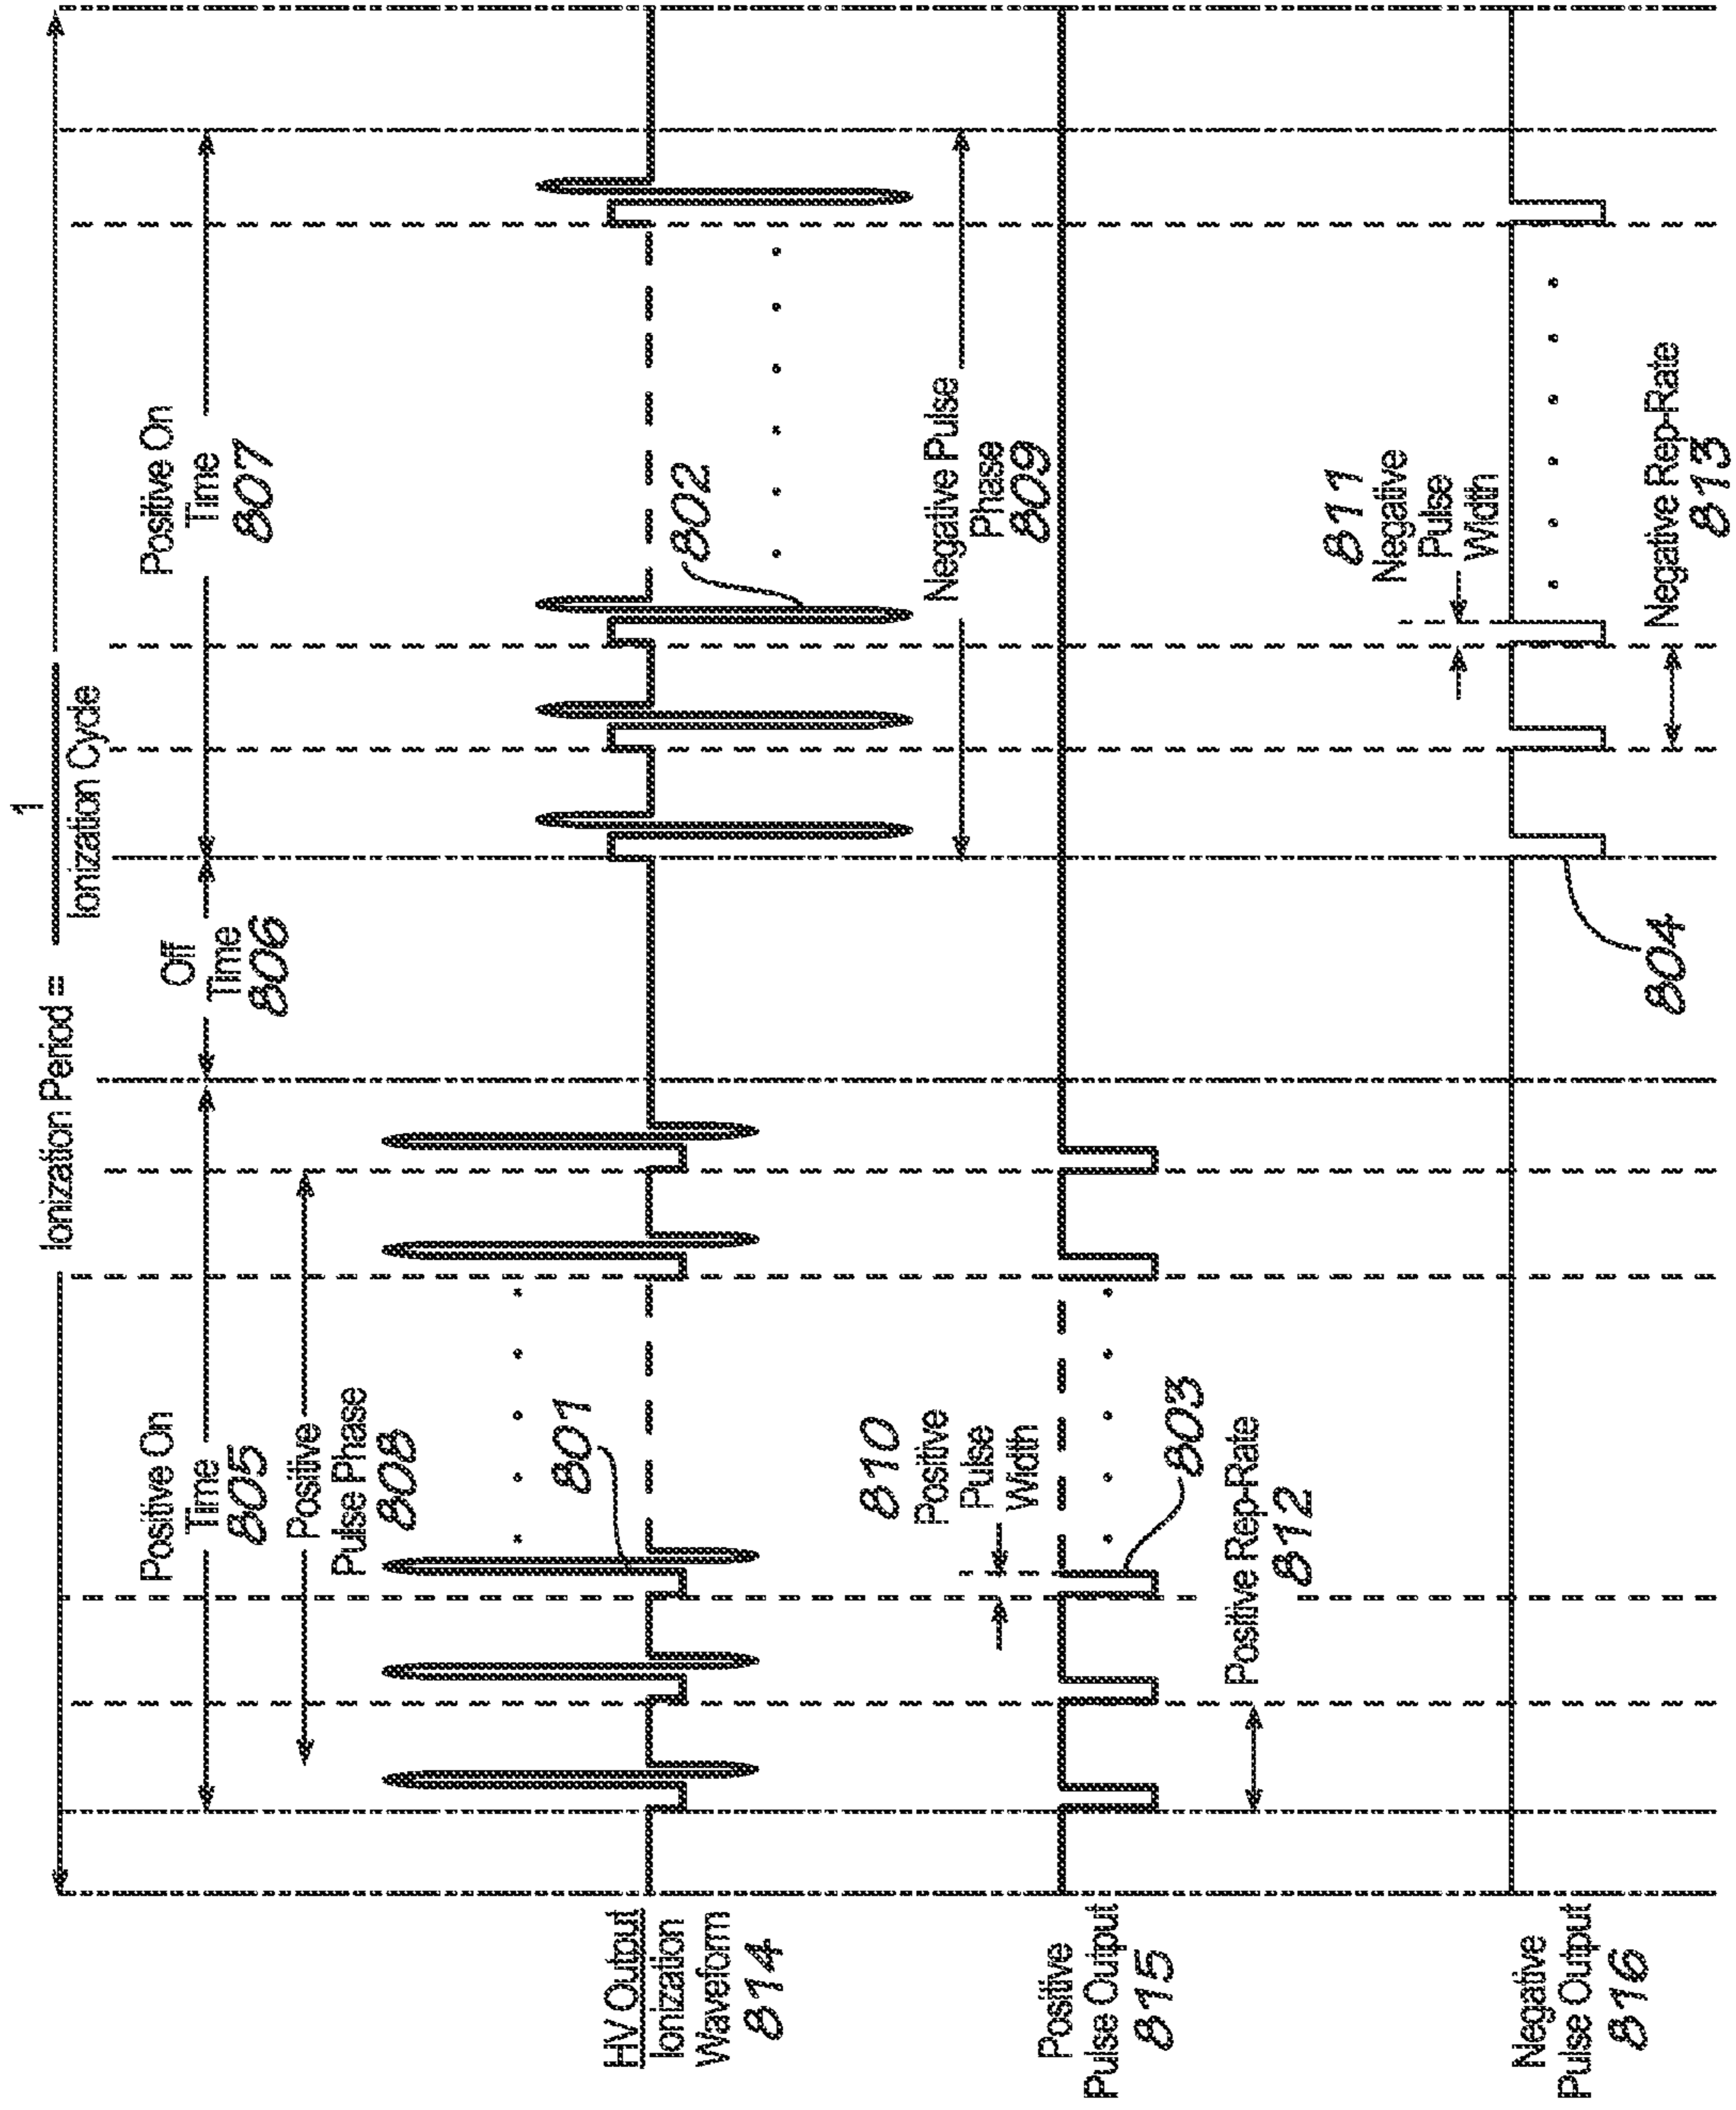 Ionization Period =
1
Ionization Cycle
Positive On
Time
805
Off
Time
806
Positive On
Time
807
Positive
Pulse Phase
808
HV Output
Ionization
Waveform
814
801
802
Negative Pulse
Phase
809
810
Positive
Pulse
Width
Positive
Pulse Output
815
803
Positive Rep-Rate
812
811
Negative
Pulse
Width
Negative
Pulse Output
816
804
Negative Rep-Rate
813